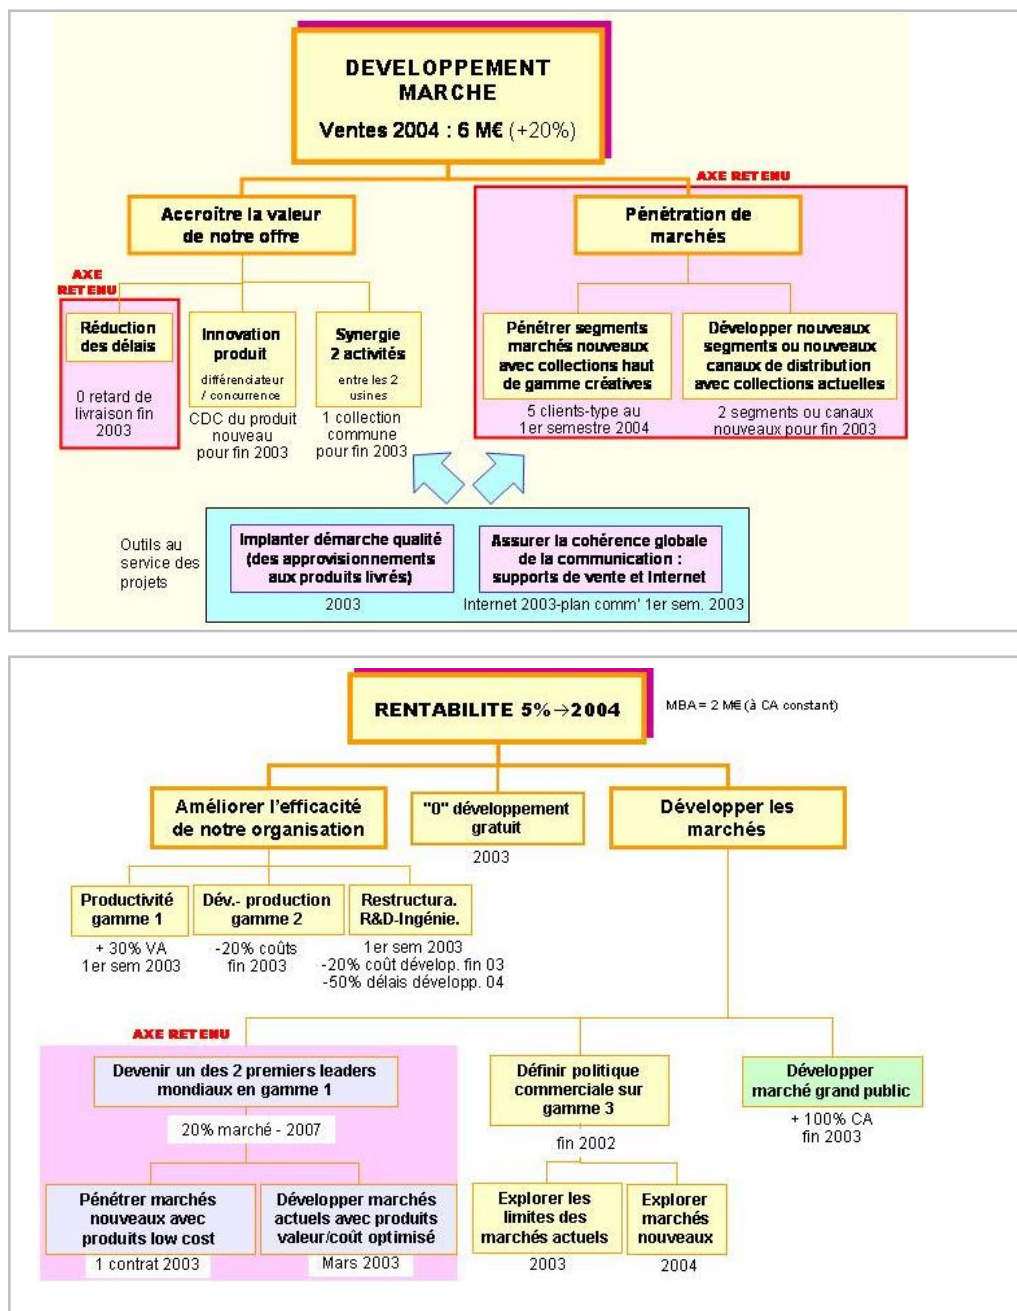 DEVELOPPEMENT
MARCHE
Ventes 2004 : 6 M€ (+20%)
AXE RETENU
Accroître la valeur
de notre offre
Pénétration de
marchés
AXE
RETENU
Réduction
des délais
0 retard de
livraison fin
2003
Innovation
produit
différenciateur
/ concurrence
CDC du produit
nouveau
pour fin 2003
Synergie
2 activités
entre les 2
usines
1 collection
commune
pour fin 2003
Pénétrer segments
marchés nouveaux
avec collections haut
de gamme créatives
5 clients-type au
1er semestre 2004
Développer nouveaux
segments ou nouveaux
canaux de distribution
avec collections actuelles
2 segments ou canaux
nouveaux pour fin 2003
Outils au
service des
projets
Implanter démarche qualité
(des approvisionnements
aux produits livrés)
2003
Assurer la cohérence globale
de la communication :
supports de vente et Internet
Internet 2003-plan comm' 1er sem. 2003
RENTABILITE 5%→2004
MBA = 2 M€ (à CA constant)
Améliorer l'efficacité
de notre organisation
"0" développement
gratuit
2003
Développer les
marchés
Productivité
gamme 1
+ 30% VA
1er sem 2003
Dév.- production
gamme 2
-20% coûts
fin 2003
Restructura.
R&D-Ingénie.
1er sem 2003
-20% coût dévelop. fin 03
-50% délais développ. 04
AXE RETENU
Devenir un des 2 premiers leaders
mondiaux en gamme 1
20% marché - 2007
Pénétrer marchés
nouveaux avec
produits low cost
1 contrat 2003
Développer marchés
actuels avec produits
valeur/coût optimisé
Mars 2003
Définir politique
commerciale sur
gamme 3
fin 2002
Explorer les
limites des
marchés actuels
2003
Explorer
marchés
nouveaux
2004
Développer
marché grand public
+ 100% CA
fin 2003